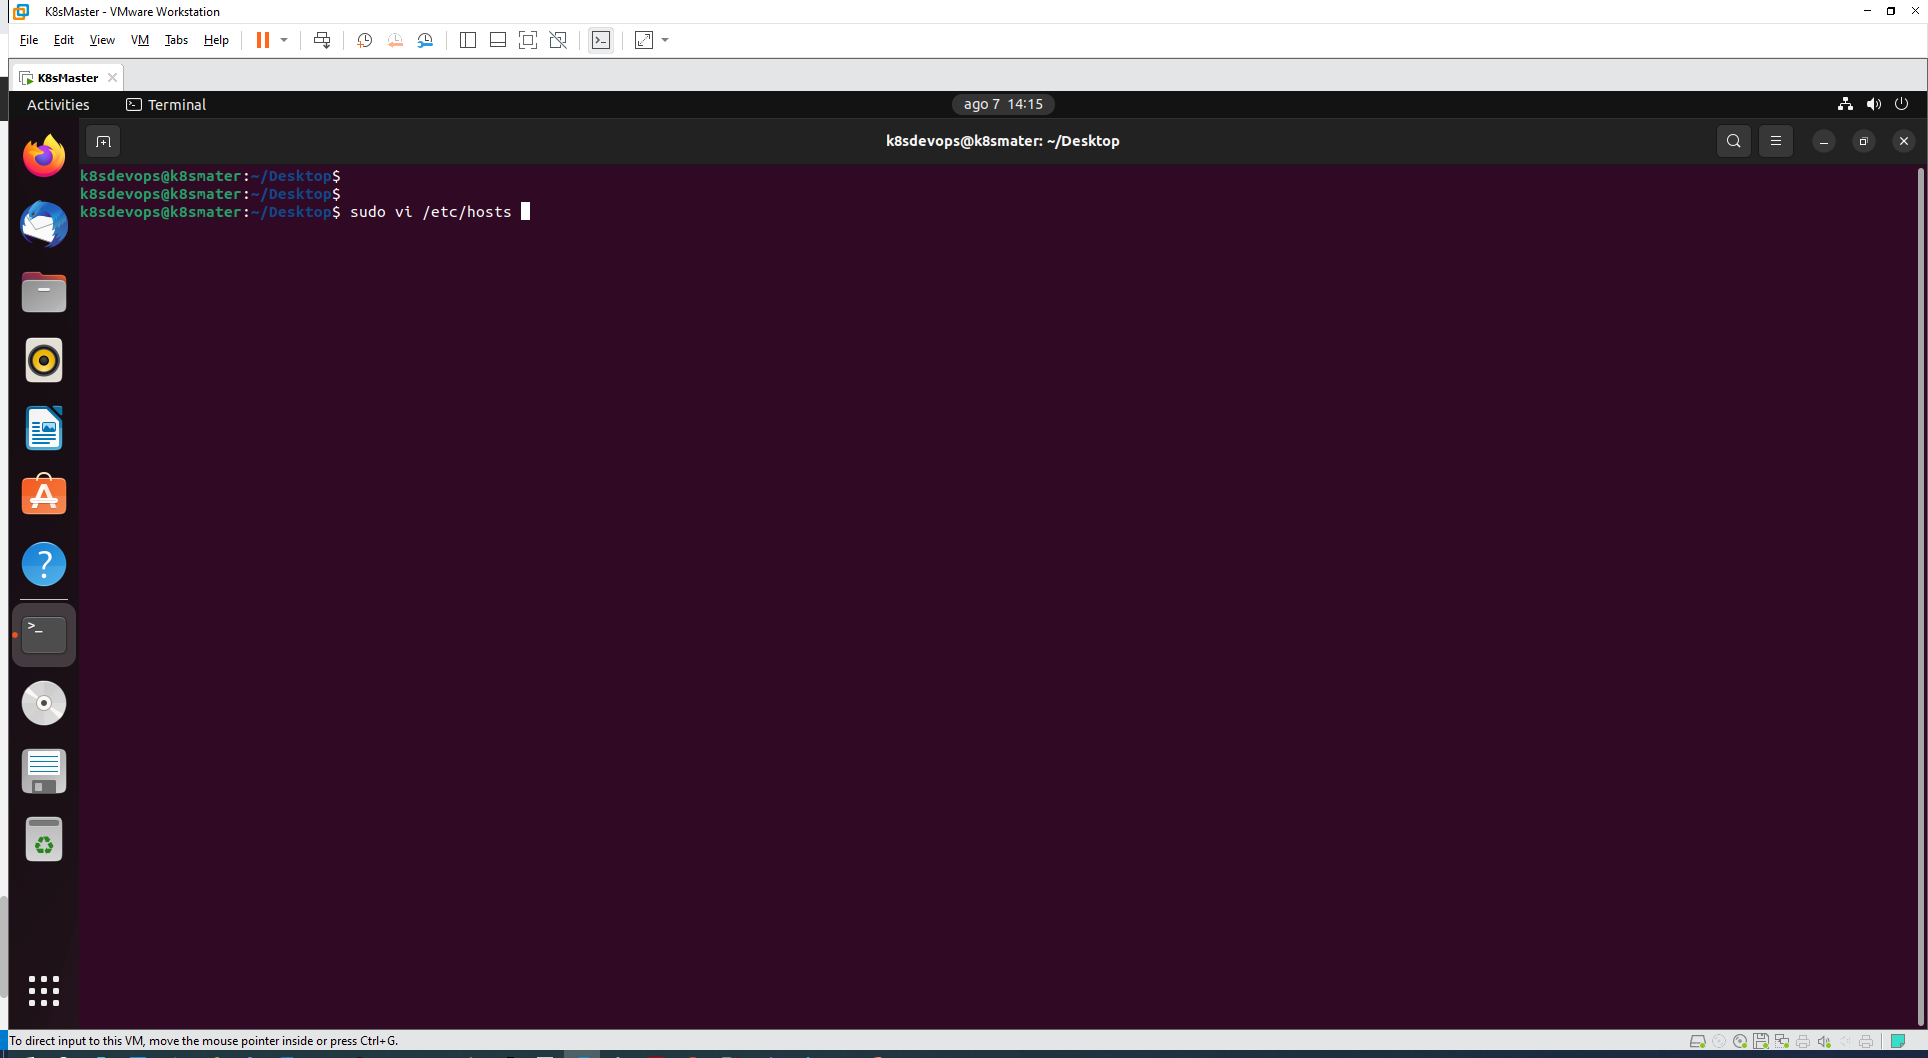 K8sMaster - VMware Workstation
File Edit View VM Tabs Help
K8sMaster
Activities Terminal ago 7 14:15
k8sdevops@k8smater: ~/Desktop
k8sdevops@k8smater:~/Desktop$
k8sdevops@k8smater:~/Desktop$
k8sdevops@k8smater:~/Desktop$ sudo vi /etc/hosts
To direct input to this VM, move the mouse pointer inside or press Ctrl+G.